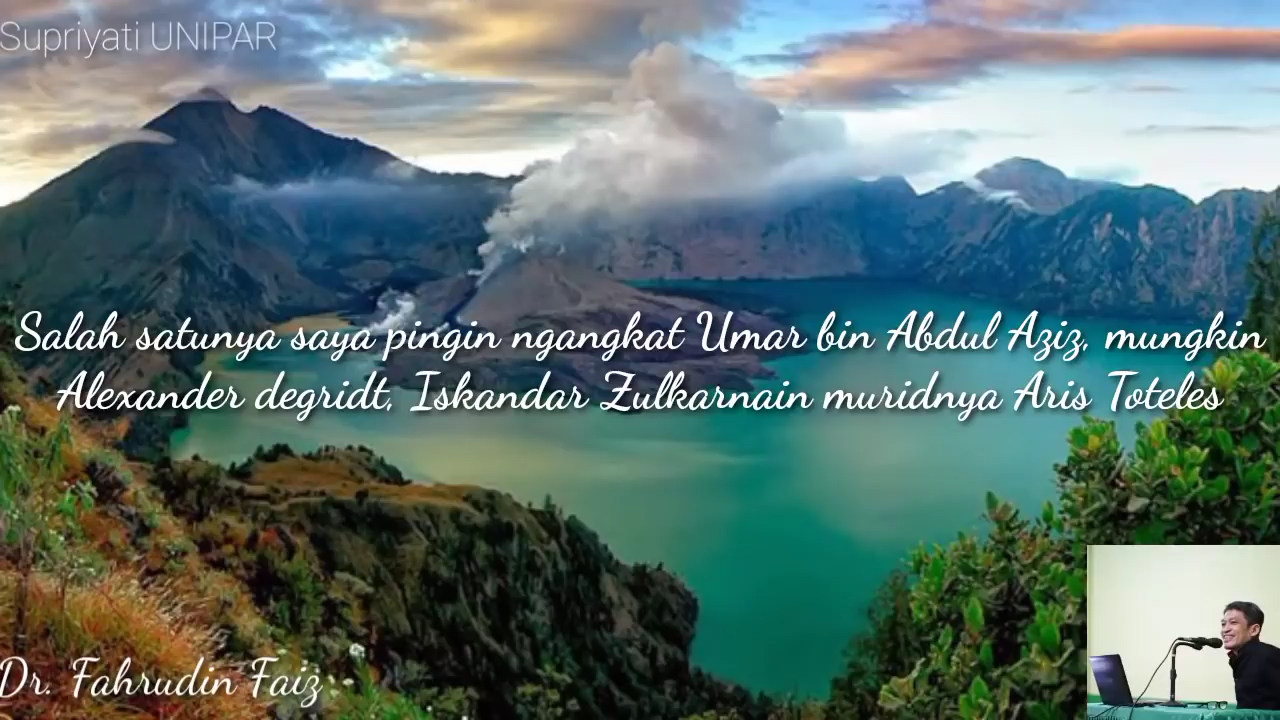 Supriyati UNIPAR
Salah satunya saya pingin ngangkat Umar bin Abdul Aziz, mungkin
Alexander degridt, Iskandar Zulkarnain muridnya Aris Toteles
Dr. Fahrudin Faiz